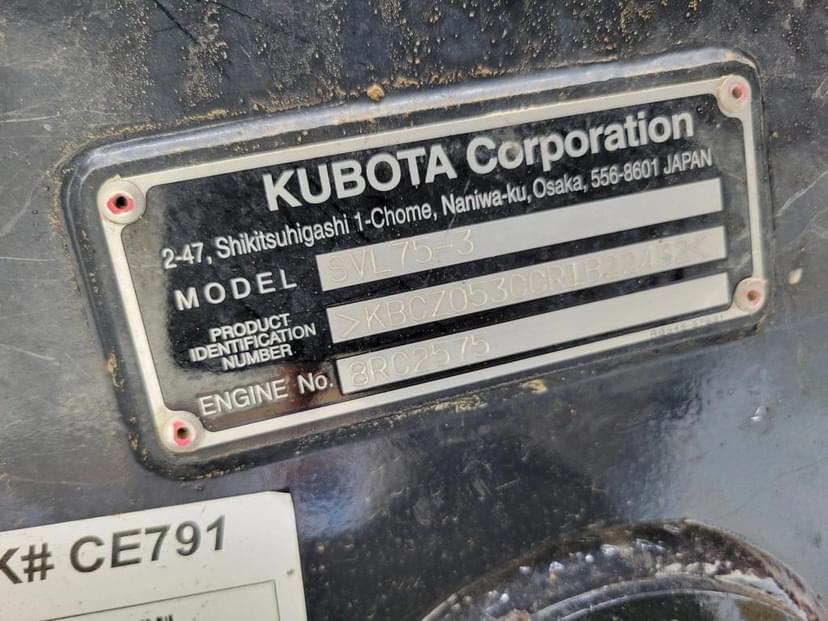 KUBOTA Corporation
2-47, Shikitsuhigashi 1-Chome, Naniwa-ku, Osaka, 556-8601 JAPAN
MODEL SVL75-3
PRODUCT
IDENTIFICATION
NUMBER
ENGINE No. 8RC2575
K# CE791